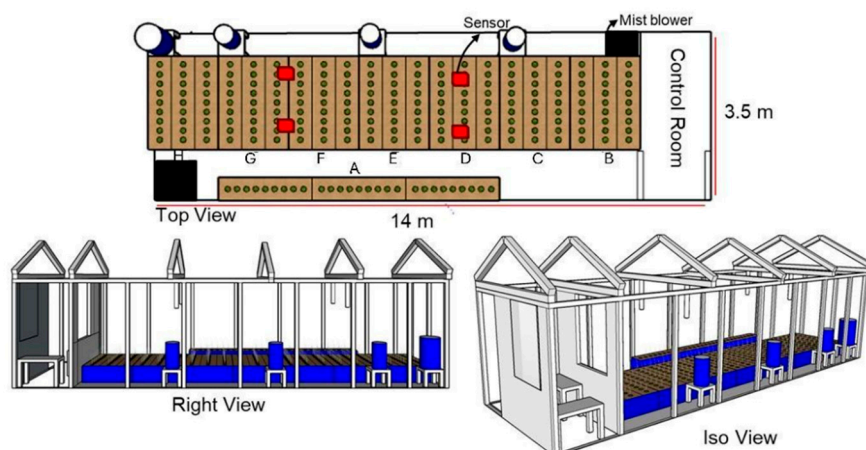 Sensor
Mist blower
Control Room
3.5 m
H
G
F
E
D
C
B
A
Top View
14 m
Right View
Iso View